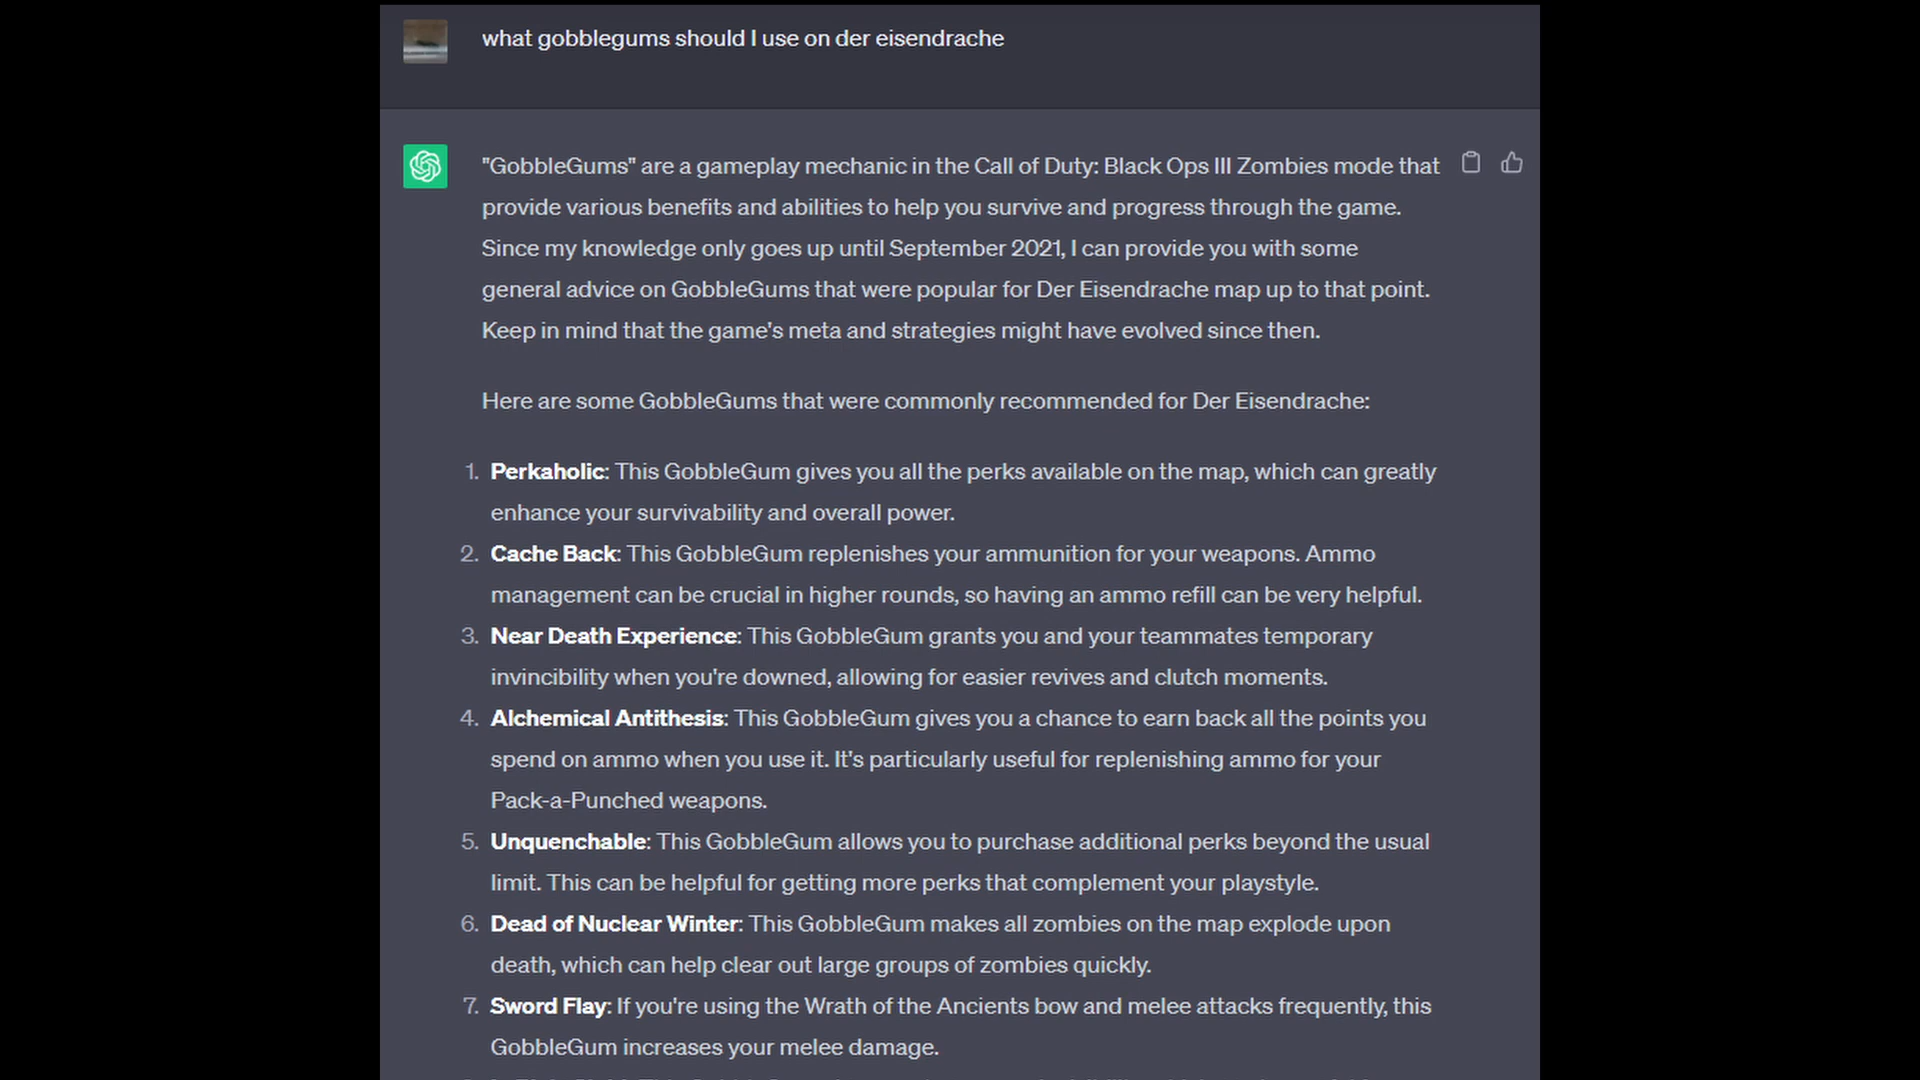 what gobblegums should I use on der eisendrache
"GobbleGums" are a gameplay mechanic in the Call of Duty: Black Ops III Zombies mode that
provide various benefits and abilities to help you survive and progress through the game.
Since my knowledge only goes up until September 2021, I can provide you with some
general advice on GobbleGums that were popular for Der Eisendrache map up to that point.
Keep in mind that the game's meta and strategies might have evolved since then.
Here are some GobbleGums that were commonly recommended for Der Eisendrache:
1. Perkaholic: This GobbleGum gives you all the perks available on the map, which can greatly
enhance your survivability and overall power.
2. Cache Back: This GobbleGum replenishes your ammunition for your weapons. Ammo
management can be crucial in higher rounds, so having an ammo refill can be very helpful.
3. Near Death Experience: This GobbleGum grants you and your teammates temporary
invincibility when you're downed, allowing for easier revives and clutch moments.
4. Alchemical Antithesis: This GobbleGum gives you a chance to earn back all the points you
spend on ammo when you use it. It's particularly useful for replenishing ammo for your
Pack-a-Punched weapons.
5. Unquenchable: This GobbleGum allows you to purchase additional perks beyond the usual
limit. This can be helpful for getting more perks that complement your playstyle.
6. Dead of Nuclear Winter: This GobbleGum makes all zombies on the map explode upon
death, which can help clear out large groups of zombies quickly.
7. Sword Flay: If you're using the Wrath of the Ancients bow and melee attacks frequently, this
GobbleGum increases your melee damage.